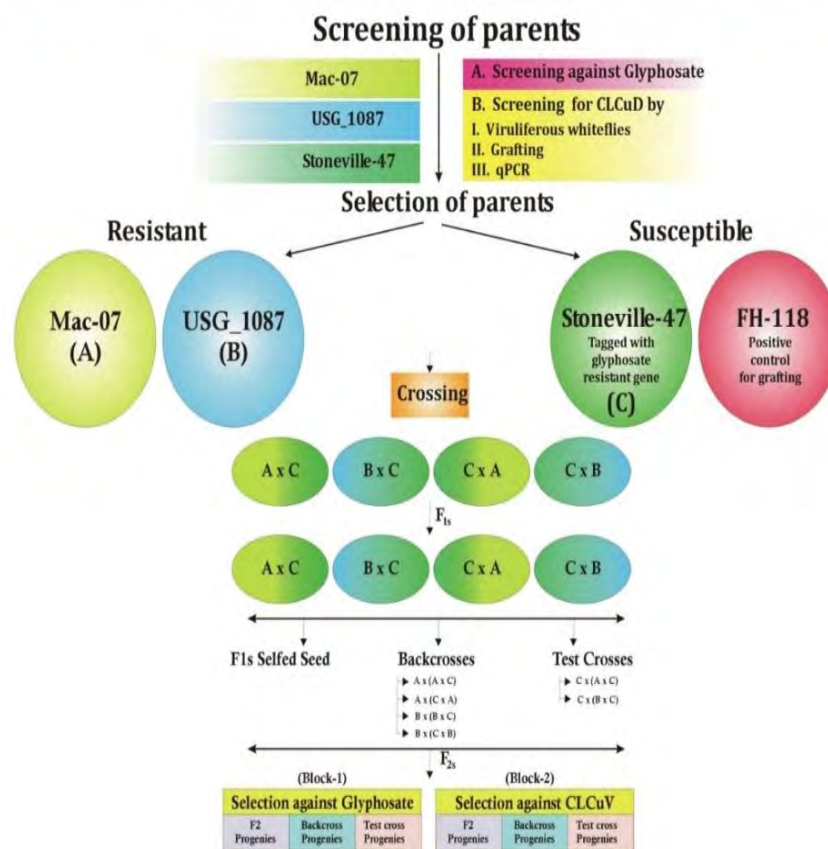 Screening of parents
Mac-07
USG_1087
Stoneville-47
A. Screening against Glyphosate
B. Screening for CLCuD by
I. Viruliferous whiteflies
II. Grafting
III. qPCR
Selection of parents
Resistant
Susceptible
Mac-07
(A)
USG_1087
(B)
Stoneville-47
Tagged with
glyphosate
resistant gene
(C)
FH-118
Positive
control
for grafting
Crossing
A x C
B x C
C x A
C x B
F1s
A x C
B x C
C x A
C x B
F1s Selfed Seed
Backcrosses
A x (A x C)
A x (C x A)
B x (B x C)
B x (C x B)
Test Crosses
C x (A x C)
C x (B x C)
F2s
(Block-1)
Selection against Glyphosate
F2
Progenies
Backcross
Progenies
Test cross
Progenies
(Block-2)
Selection against CLCuV
F2
Progenies
Backcross
Progenies
Test cross
Progenies